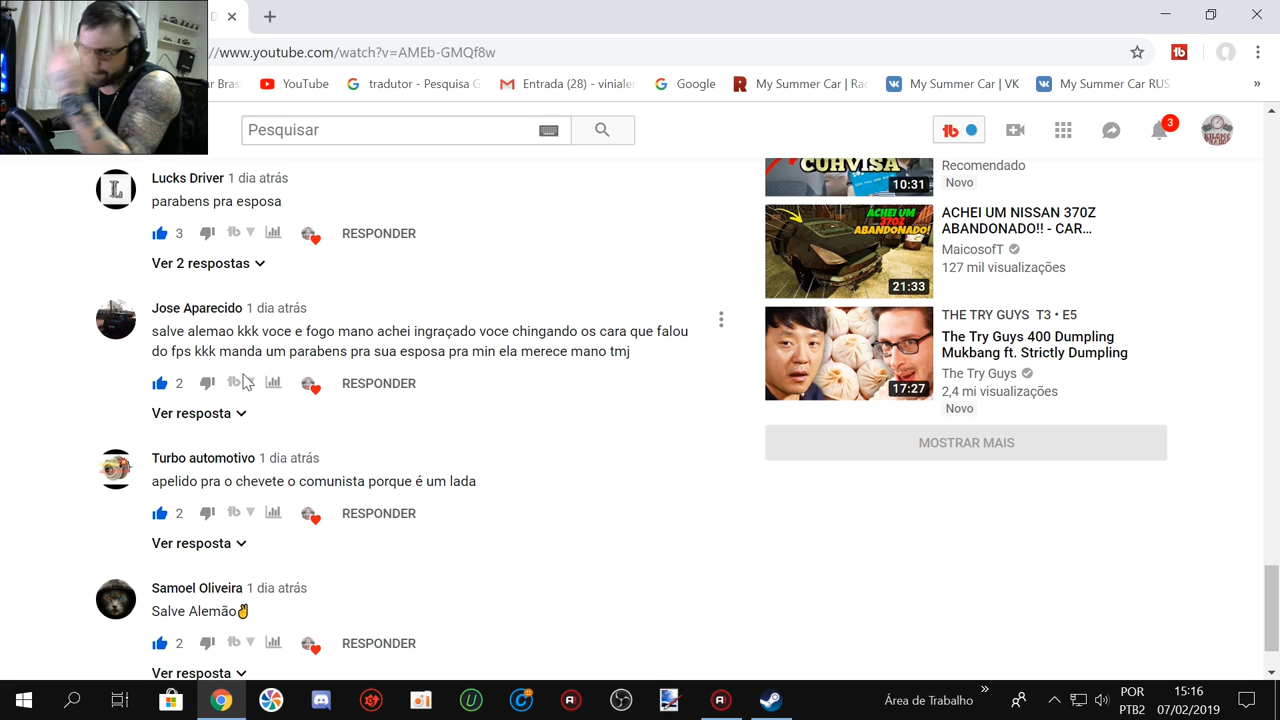 //www.youtube.com/watch?v=AMEb-GMQf8w
ar Bras
YouTube
tradutor - Pesquisa G
Entrada (28) - vinialer
Google
My Summer Car | Rac
My Summer Car | VK
My Summer Car RUS
»
Pesquisar
3
Lucks Driver 1 dia atrás
parabens pra esposa
3
RESPONDER
Ver 2 respostas
Jose Aparecido 1 dia atrás
salve alemao kkk voce e fogo mano achei ingraçado voce chingando os cara que falou
do fps kkk manda um parabens pra sua esposa pra min ela merece mano tmj
2
RESPONDER
Ver resposta
Turbo automotivo 1 dia atrás
apelido pra o chevete o comunista porque é um lada
2
RESPONDER
Ver resposta
Samoel Oliveira 1 dia atrás
Salve Alemão✌
2
RESPONDER
Ver resposta
CUHVISA
10:31
Recomendado
Novo
ACHEI UM
370Z
ABANDONADO!
21:33
ACHEI UM NISSAN 370Z
ABANDONADO!! - CAR...
MaicosofT
127 mil visualizações
17:27
THE TRY GUYS T3 • E5
The Try Guys 400 Dumpling
Mukbang ft. Strictly Dumpling
The Try Guys
2,4 mi visualizações
Novo
MOSTRAR MAIS
Área de Trabalho
POR
PTB2
15:16
07/02/2019